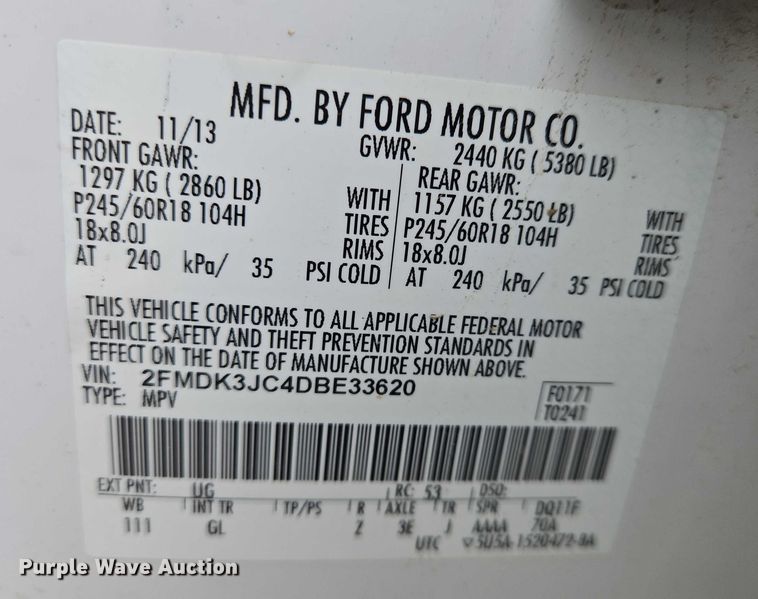 MFD. BY FORD MOTOR CO.
DATE: 11/13 GVWR: 2440 KG ( 5380 LB)
FRONT GAWR: REAR GAWR:
1297 KG ( 2860 LB) WITH 1157 KG ( 2550 LB) WITH
P245/60R18 104H TIRES P245/60R18 104H TIRES
18x8.0J RIMS 18x8.0J RIMS
AT 240 kPa/ 35 PSI COLD AT 240 kPa/ 35 PSI COLD
THIS VEHICLE CONFORMS TO ALL APPLICABLE FEDERAL MOTOR
VEHICLE SAFETY AND THEFT PREVENTION STANDARDS IN
EFFECT ON THE DATE OF MANUFACTURE SHOWN ABOVE.
VIN: 2FMDK3JC4DBE33620 F0171
TYPE: MPV T0241
EXT PNT: UG RC: 53 DSO:
WB INT TR TP/PS R AXLE TR SPR DQ11F
111 GL Z 3E J AAAA 70A
UTC
Purple Wave Auction